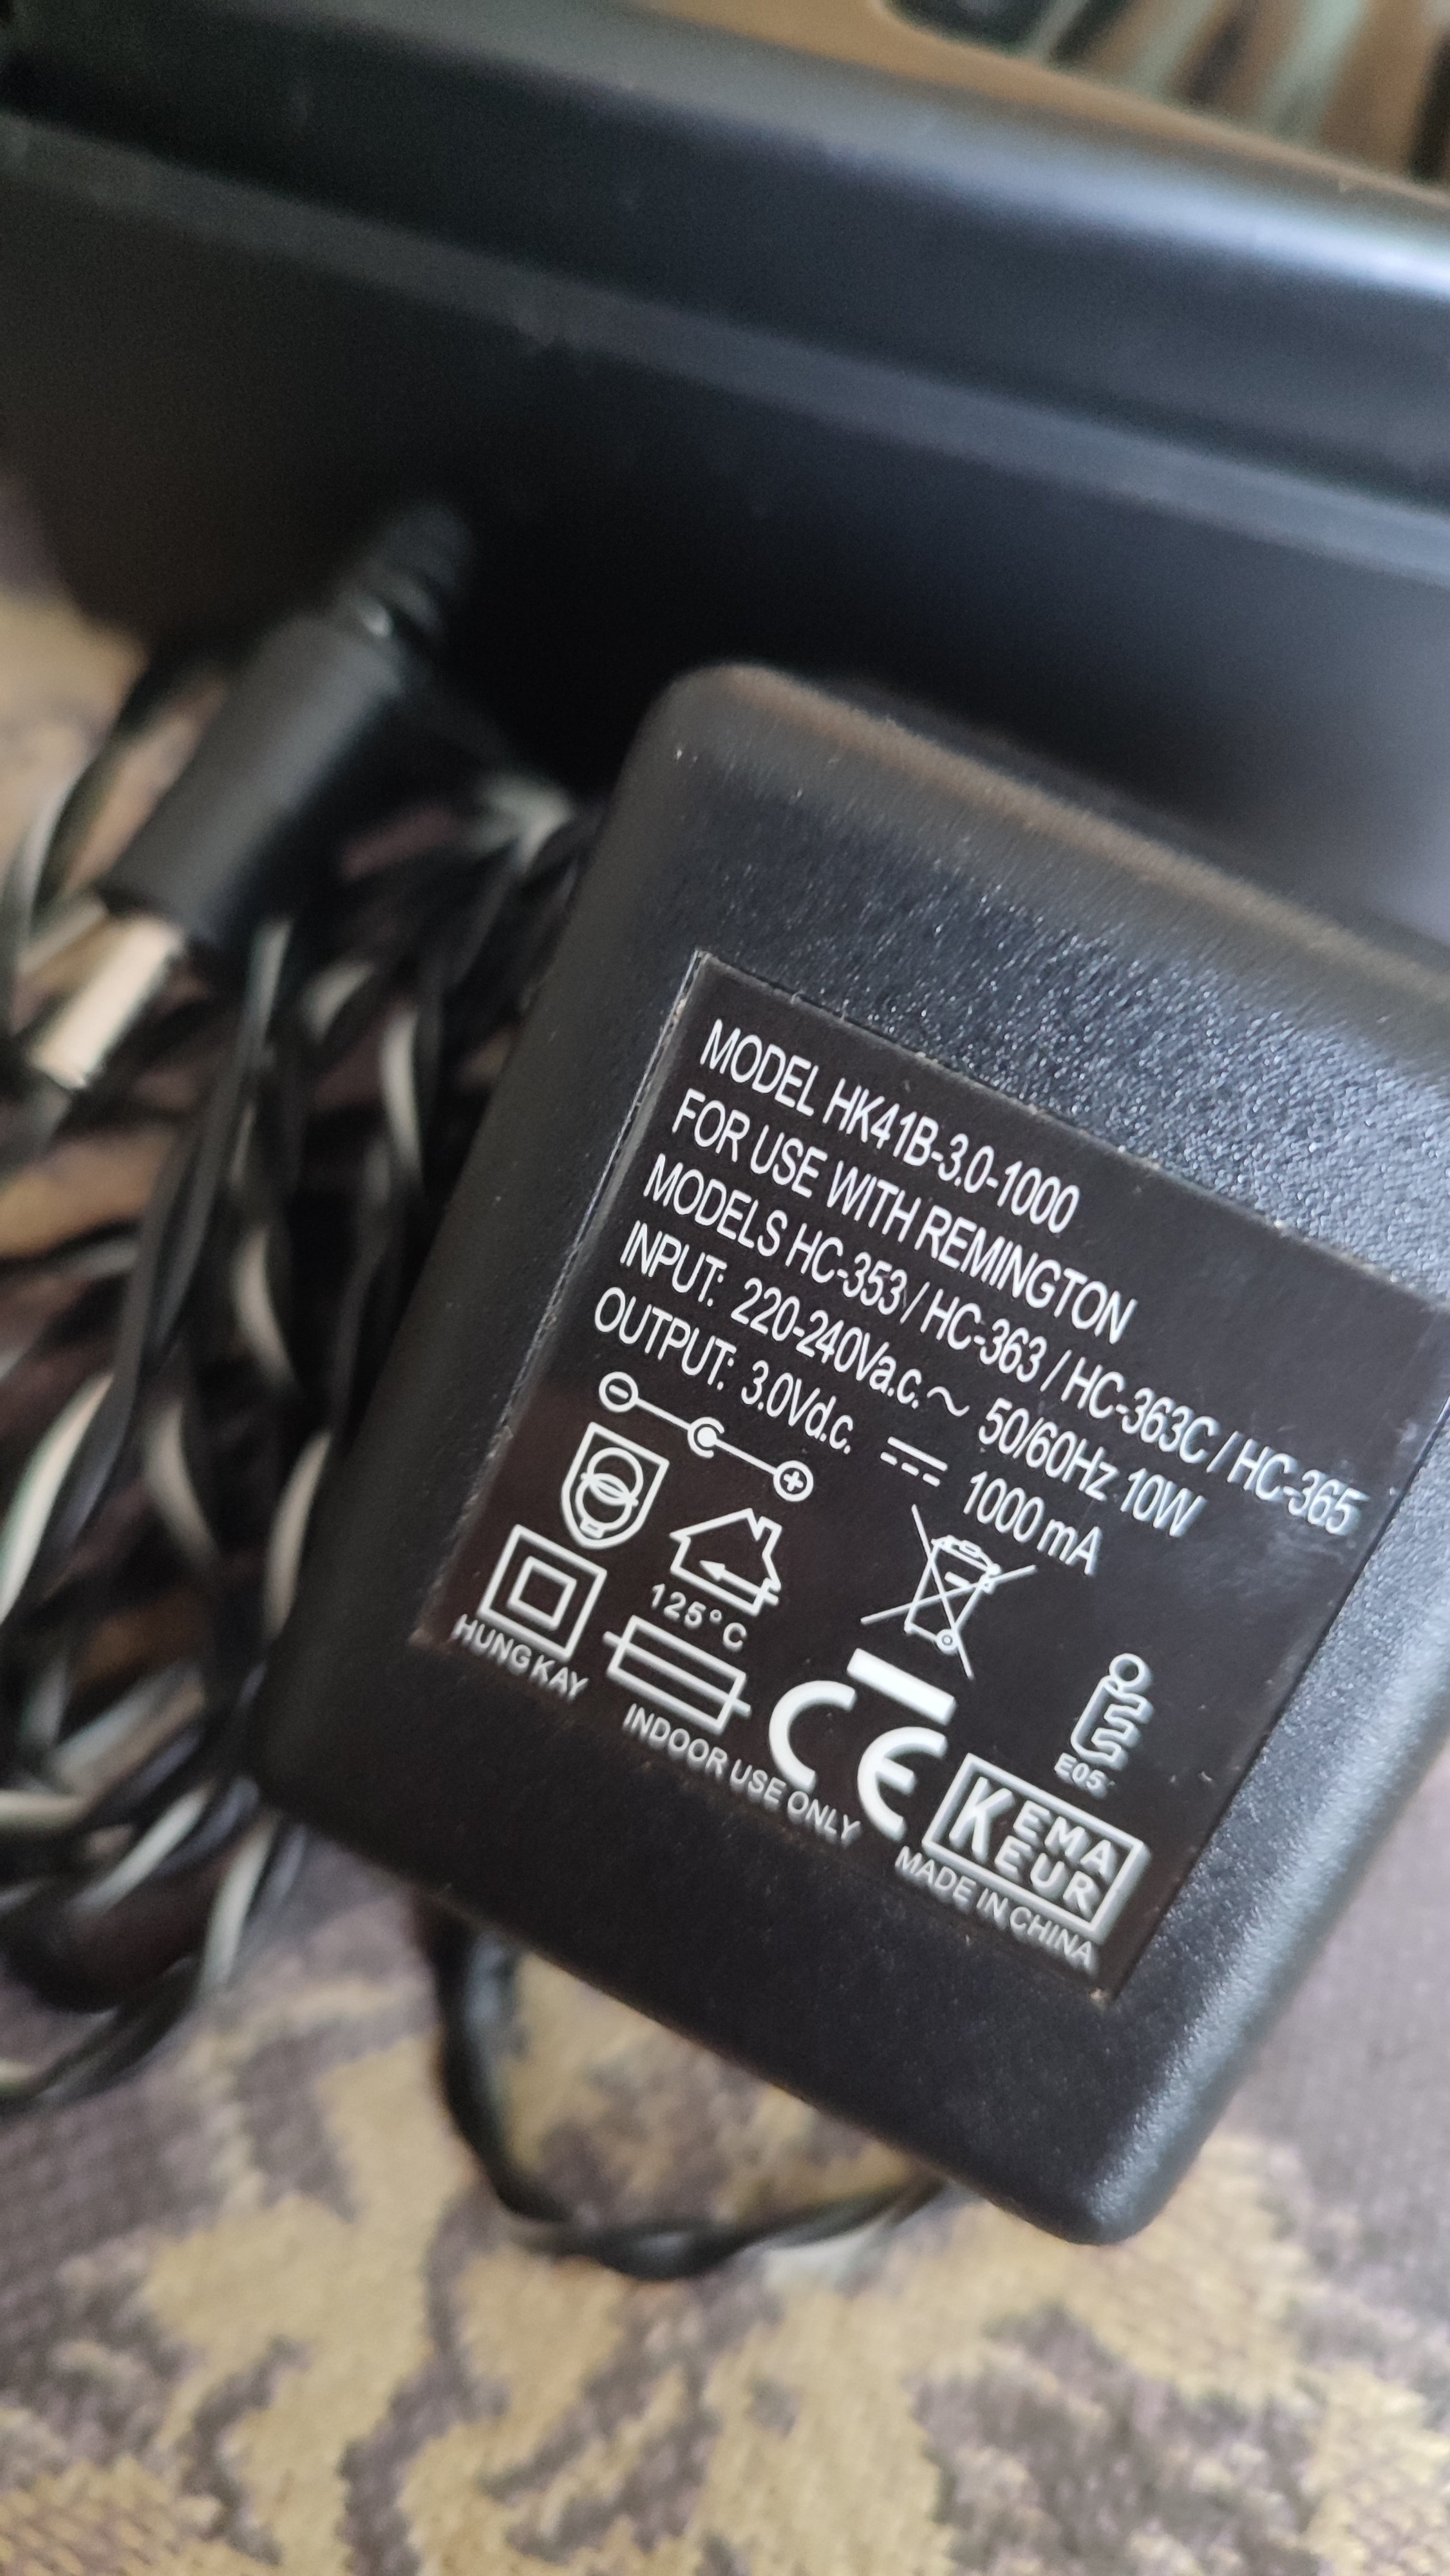 MODEL HK41B-3.0-1000
FOR USE WITH REMINGTON
MODELS HC-353 / HC-363 / HC-363C / HC-365
INPUT: 220-240Va.c.~ 50/60Hz 10W
OUTPUT: 3.0Vd.c. ⎓ 1000 mA
125°C
HUNG KAY
INDOOR USE ONLY
CE
E05
KEMA
EUR
MADE IN CHINA